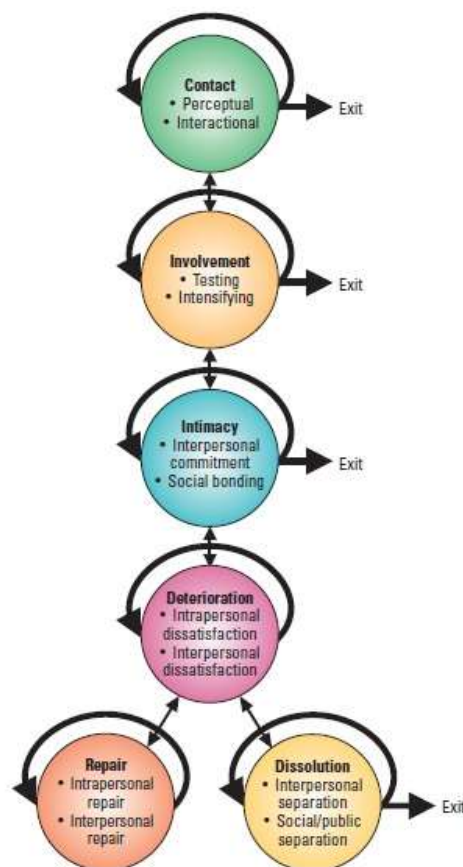 Contact
• Perceptual
• Interactional
Exit
Involvement
• Testing
• Intensifying
Exit
Intimacy
• Interpersonal
commitment
• Social bonding
Exit
Deterioration
• Intrapersonal
dissatisfaction
• Interpersonal
dissatisfaction
Repair
• Intrapersonal
repair
• Interpersonal
repair
Dissolution
• Interpersonal
separation
• Social/public
separation
Exit